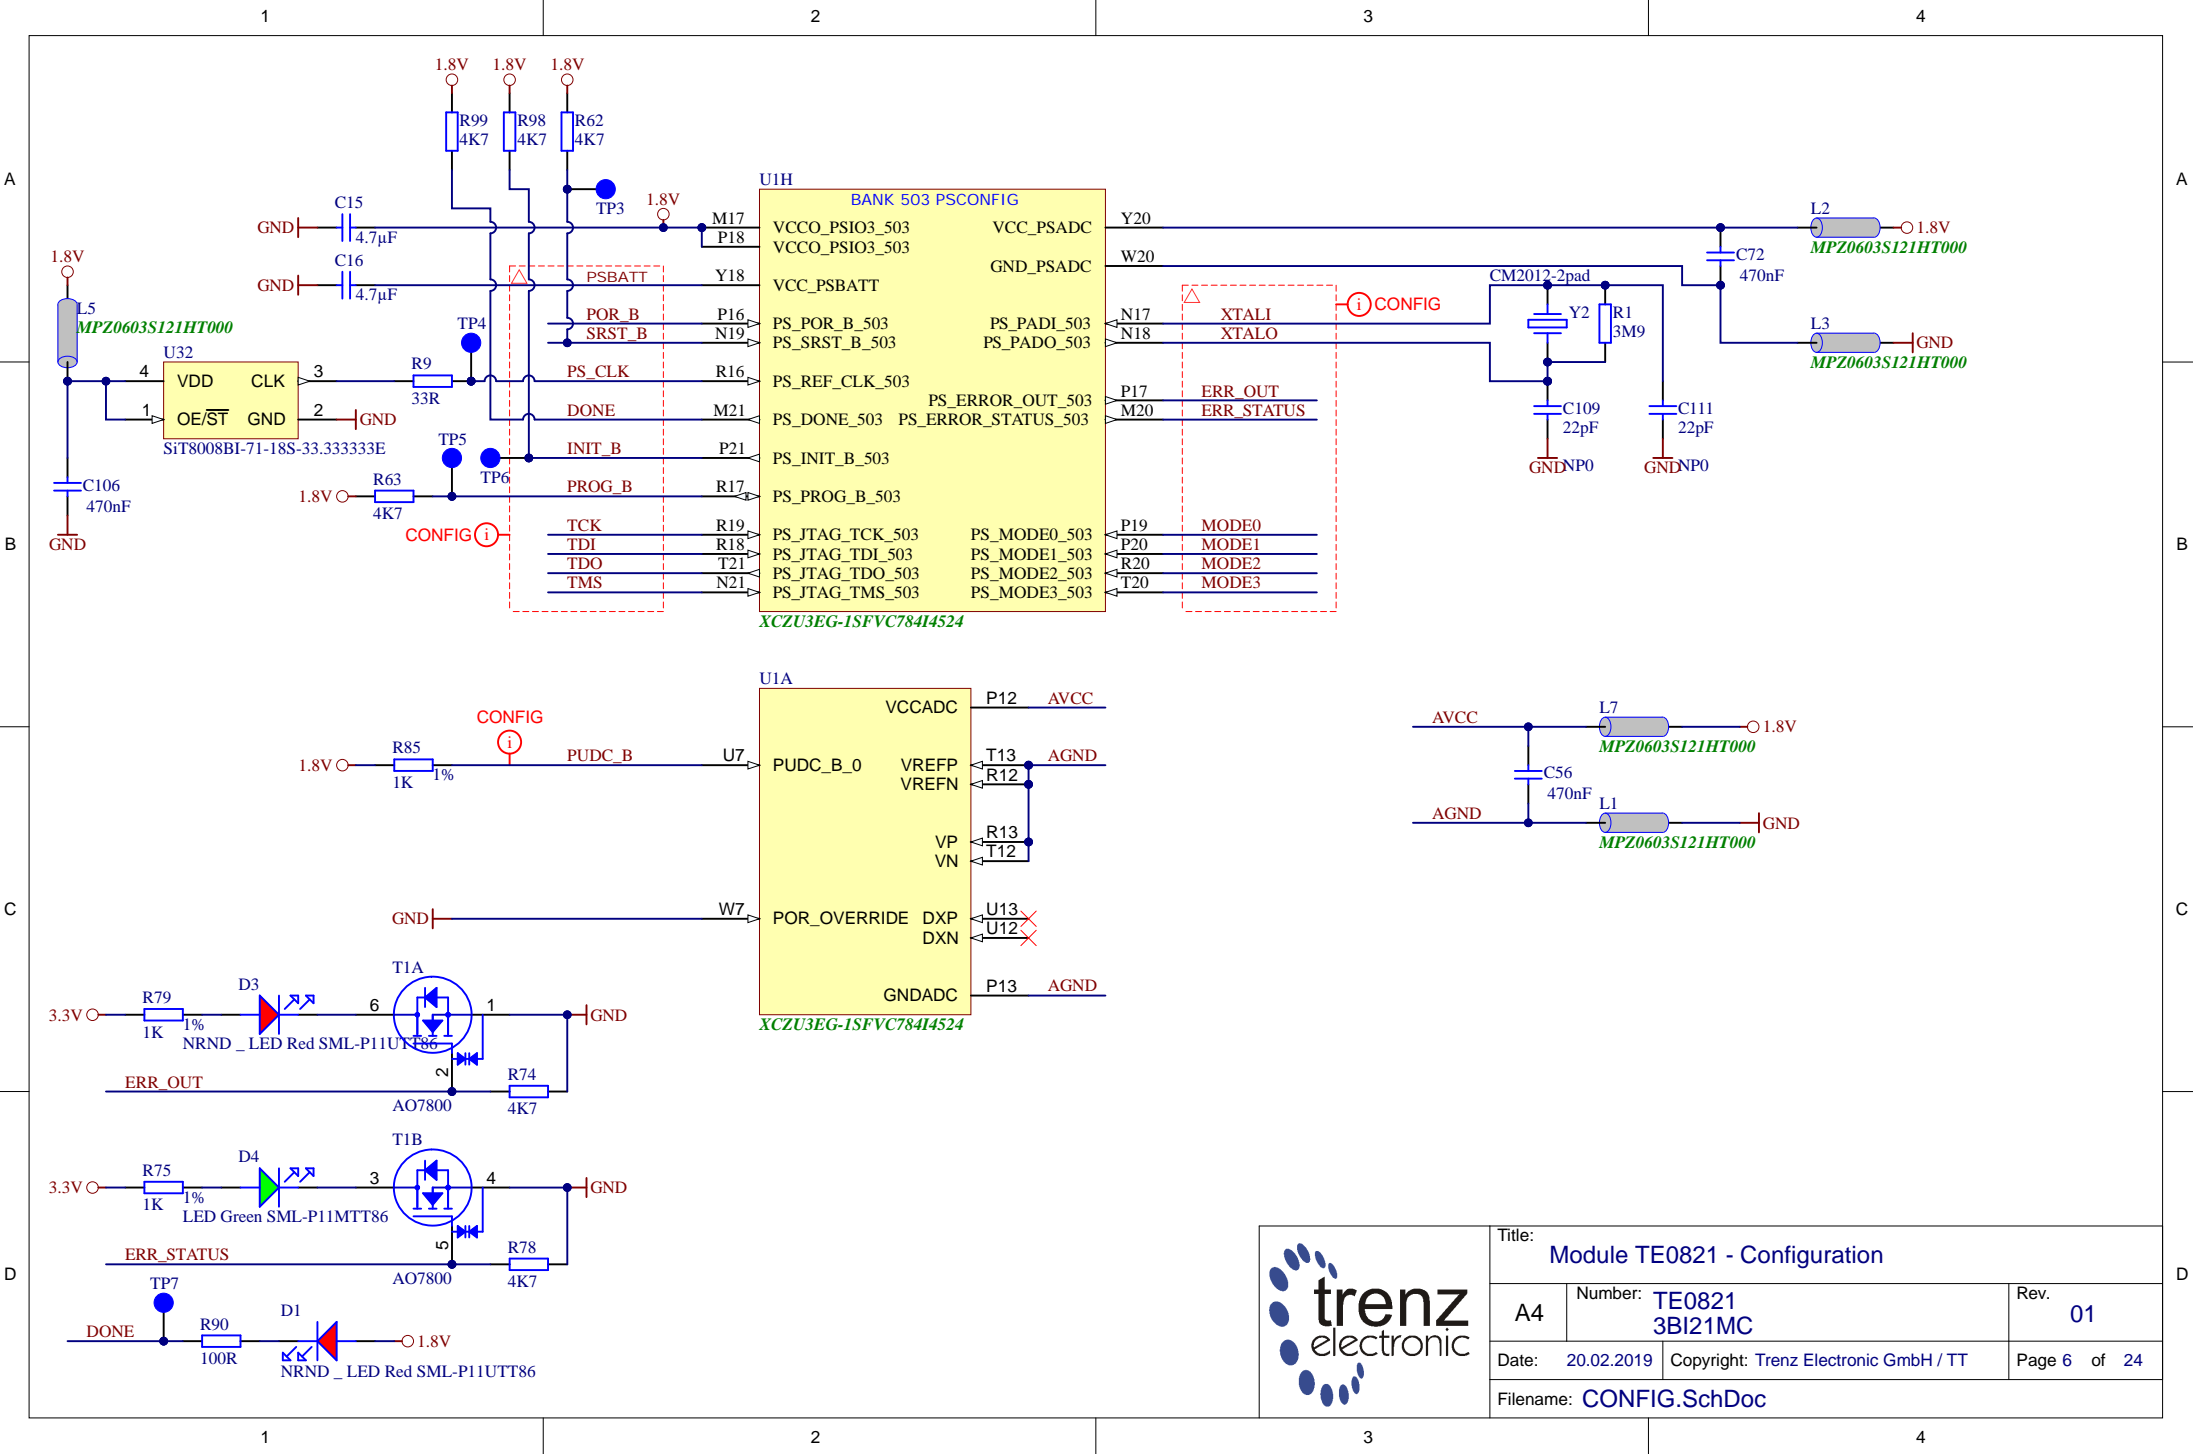 1 2 3 4
A A
B B
C C
D D
1.8V 1.8V 1.8V
R99 4K7
R98 4K7
R62 4K7
TP3
C15
GND
4.7µF
1.8V
C16
GND
4.7µF
1.8V
L5
MPZ0603S121HT000
U32
4 VDD CLK 3
1 OE/ST GND 2 GND
SiT8008BI-71-18S-33.333333E
C106
470nF
GND
TP4
R9
33R
TP5
TP6
1.8V R63
4K7
CONFIG i
PSBATT
POR_B
SRST_B
PS_CLK
DONE
INIT_B
PROG_B
TCK
TDI
TDO
TMS
U1H
BANK 503 PSCONFIG
M17 VCCO_PSIO3_503
P18 VCCO_PSIO3_503
Y18 VCC_PSBATT
P16 PS_POR_B_503
N19 PS_SRST_B_503
R16 PS_REF_CLK_503
M21 PS_DONE_503
P21 PS_INIT_B_503
R17 PS_PROG_B_503
R19 PS_JTAG_TCK_503
R18 PS_JTAG_TDI_503
T21 PS_JTAG_TDO_503
N21 PS_JTAG_TMS_503
VCC_PSADC Y20
GND_PSADC W20
PS_PADI_503 N17 XTALI
PS_PADO_503 N18 XTALO
PS_ERROR_OUT_503 P17 ERR_OUT
PS_ERROR_STATUS_503 M20 ERR_STATUS
PS_MODE0_503 P19 MODE0
PS_MODE1_503 P20 MODE1
PS_MODE2_503 R20 MODE2
PS_MODE3_503 T20 MODE3
XCZU3EG-1SFVC784I4524
i CONFIG
CM2012-2pad
Y2
R1
3M9
C109
22pF
GND NP0
C111
22pF
GND NP0
C72
470nF
L2
1.8V
MPZ0603S121HT000
L3
GND
MPZ0603S121HT000
U1A
CONFIG
i
1.8V R85
1K 1%
PUDC_B U7 PUDC_B_0
GND W7 POR_OVERRIDE
VCCADC P12 AVCC
VREFP T13 AGND
VREFN R12
VP R13
VN T12
DXP U13
DXN U12
GNDADC P13 AGND
XCZU3EG-1SFVC784I4524
AVCC L7 1.8V
MPZ0603S121HT000
C56
470nF
AGND L1 GND
MPZ0603S121HT000
3.3V R79
1K 1%
D3
NRND _ LED Red SML-P11UTT86
T1A
6 1 GND
2
ERR_OUT
AO7800
R74
4K7
3.3V R75
1K 1%
D4
LED Green SML-P11MTT86
T1B
3 4 GND
5
ERR_STATUS
AO7800
R78
4K7
TP7
DONE R90
100R
D1
1.8V
NRND _ LED Red SML-P11UTT86
trenz
electronic
Title:
Module TE0821 - Configuration
A4
Number: TE0821
3BI21MC
Rev.
01
Date: 20.02.2019 Copyright: Trenz Electronic GmbH / TT Page 6 of 24
Filename: CONFIG.SchDoc
1 2 3 4